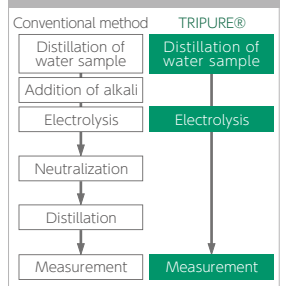 Conventional method
Distillation of
water sample
Addition of alkali
Electrolysis
Neutralization
Distillation
Measurement
TRIPURE®
Distillation of
water sample
Electrolysis
Measurement